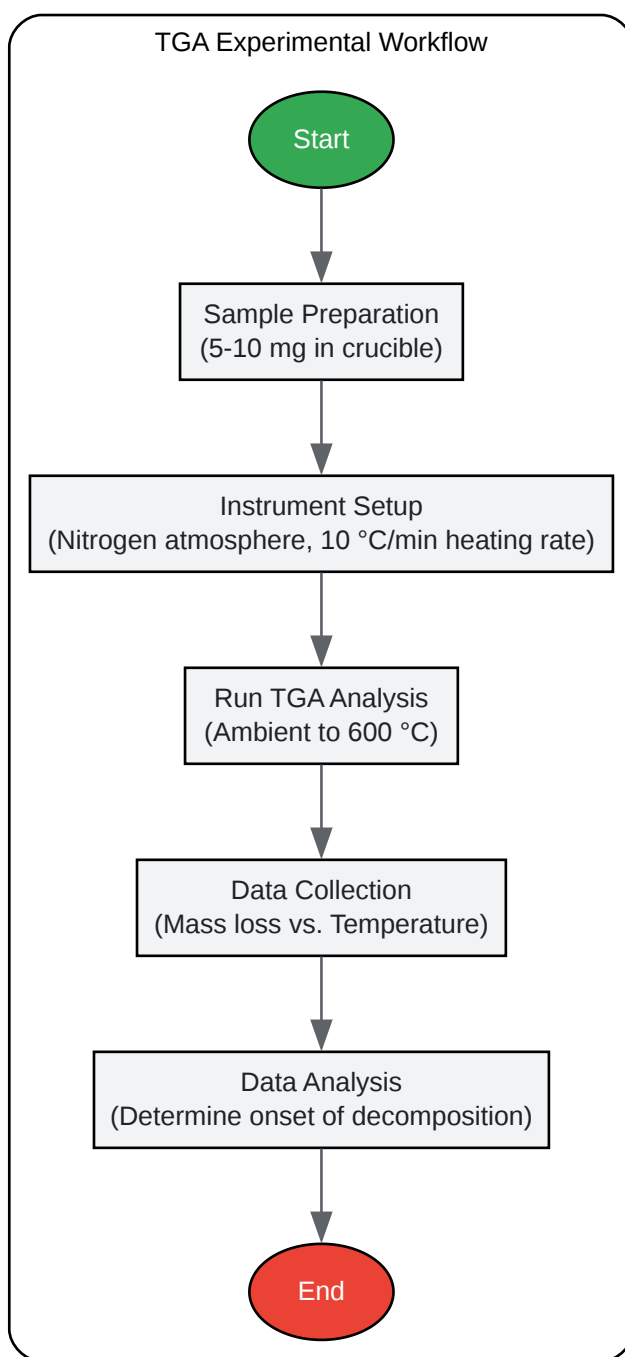 TGA Experimental Workflow
Start
Sample Preparation
(5-10 mg in crucible)
Instrument Setup
(Nitrogen atmosphere, 10 °C/min heating rate)
Run TGA Analysis
(Ambient to 600 °C)
Data Collection
(Mass loss vs. Temperature)
Data Analysis
(Determine onset of decomposition)
End